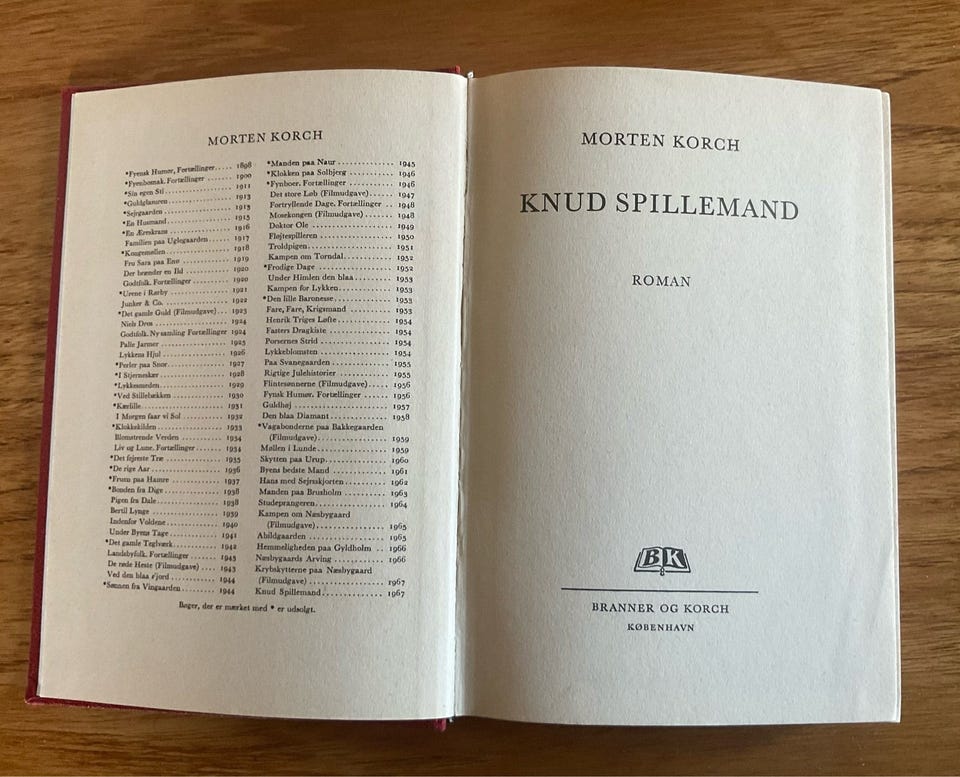 MORTEN KORCH
*Fynsk Humør, Fortællinger..... 1898
*Fyenbomak. Fortællinger ...... 1900
*Sin egen Sti .................. 1911
*Guldglansren ............... 1913
*Sejrgaarden ................. 1913
*En Husmand ................ 1915
*En Æreskrans ............... 1916
Familien paa Uglegaarden ..... 1917
*Kongemøllen ................ 1918
Fru Sara paa Enø ............. 1919
Der brænder en Ild ........... 1920
Godtfolk. Fortællinger ........ 1920
*Urene i Rørby ............... 1921
Junker & Co. ................ 1922
*Det gamle Guld (Filmudgave) ... 1923
Niels Dros .................. 1924
Godtfolk. Ny samling Fortællinger 1924
Palle Jarmer ................. 1925
Lykkens Hjul ................ 1926
*Perler paa Snor .............. 1927
*I Stjerneskær ............... 1928
*Lykkesmeden ................ 1929
*Ved Stillebækken ............ 1930
*Kærlille .................... 1931
I Morgen faar vi Sol .......... 1932
*Klokkekilden ................ 1933
Blomstrende Verden .......... 1934
Liv og Lune. Fortællinger ...... 1934
*Det fejreste Træ ............. 1935
*De rige Aar ................. 1936
*Fruen paa Hamre ............ 1937
*Bonden fra Dige ............. 1938
Pigen fra Dale ............... 1938
Bertil Lynge ................. 1939
Indenfor Voldene ............. 1940
Under Byens Tage ............ 1941
*Det gamle Teglværk .......... 1942
Landsbyfolk. Fortællinger ...... 1943
De røde Heste (Filmudgave) .... 1943
Ved den blaa Fjord ........... 1944
*Sønnen fra Vingaarden ........ 1944
*Manden paa Naur ............ 1945
*Klokken paa Solbjerg ......... 1946
*Fynboer. Fortællinger ......... 1946
Det store Løb (Filmudgave) .... 1947
Fortryllende Dage. Fortællinger .. 1948
Mosekongen (Filmudgave) ...... 1948
Doktor Ole .................. 1949
Fløjtespilleren ................ 1950
Troldpigen ................... 1951
Kampen om Torndal ........... 1952
*Frodige Dage ................ 1952
Under Himlen den blaa ........ 1953
Kampen for Lykken ........... 1953
*Den lille Baronesse ........... 1953
Fare, Fare, Krigsmand ........ 1953
Henrik Triges Løfte ........... 1954
Fasters Dragkiste ............. 1954
Porsernes Strid ............... 1954
Lykkeblomsten ............... 1954
Paa Svanegaarden ............ 1955
Rigtige Julehistorier ........... 1955
Flintesønnerne (Filmudgave) .... 1956
Fynsk Humør. Fortællinger ..... 1956
Guldhøj ..................... 1957
Den blaa Diamant ............ 1958
*Vagabonderne paa Bakkegaarden
(Filmudgave) ................ 1959
Møllen i Lunde ............... 1959
Skytten paa Urup ............. 1960
Byens bedste Mand ........... 1961
Hans med Sejrsskjorten ........ 1962
Manden paa Brusholm ......... 1963
Studeprangeren ............... 1964
Kampen om Næsbygaard
(Filmudgave) ................ 1965
Abildgaarden ................. 1965
Hemmeligheden paa Gyldholm .. 1966
Næsbygaards Arving .......... 1966
Krybskytterne paa Næsbygaard
(Filmudgave) ................ 1967
Knud Spillemand ............. 1967
Bøger, der er mærket med * er udsolgt.
MORTEN KORCH
KNUD SPILLEMAND
ROMAN
BK
BRANNER OG KORCH
KØBENHAVN